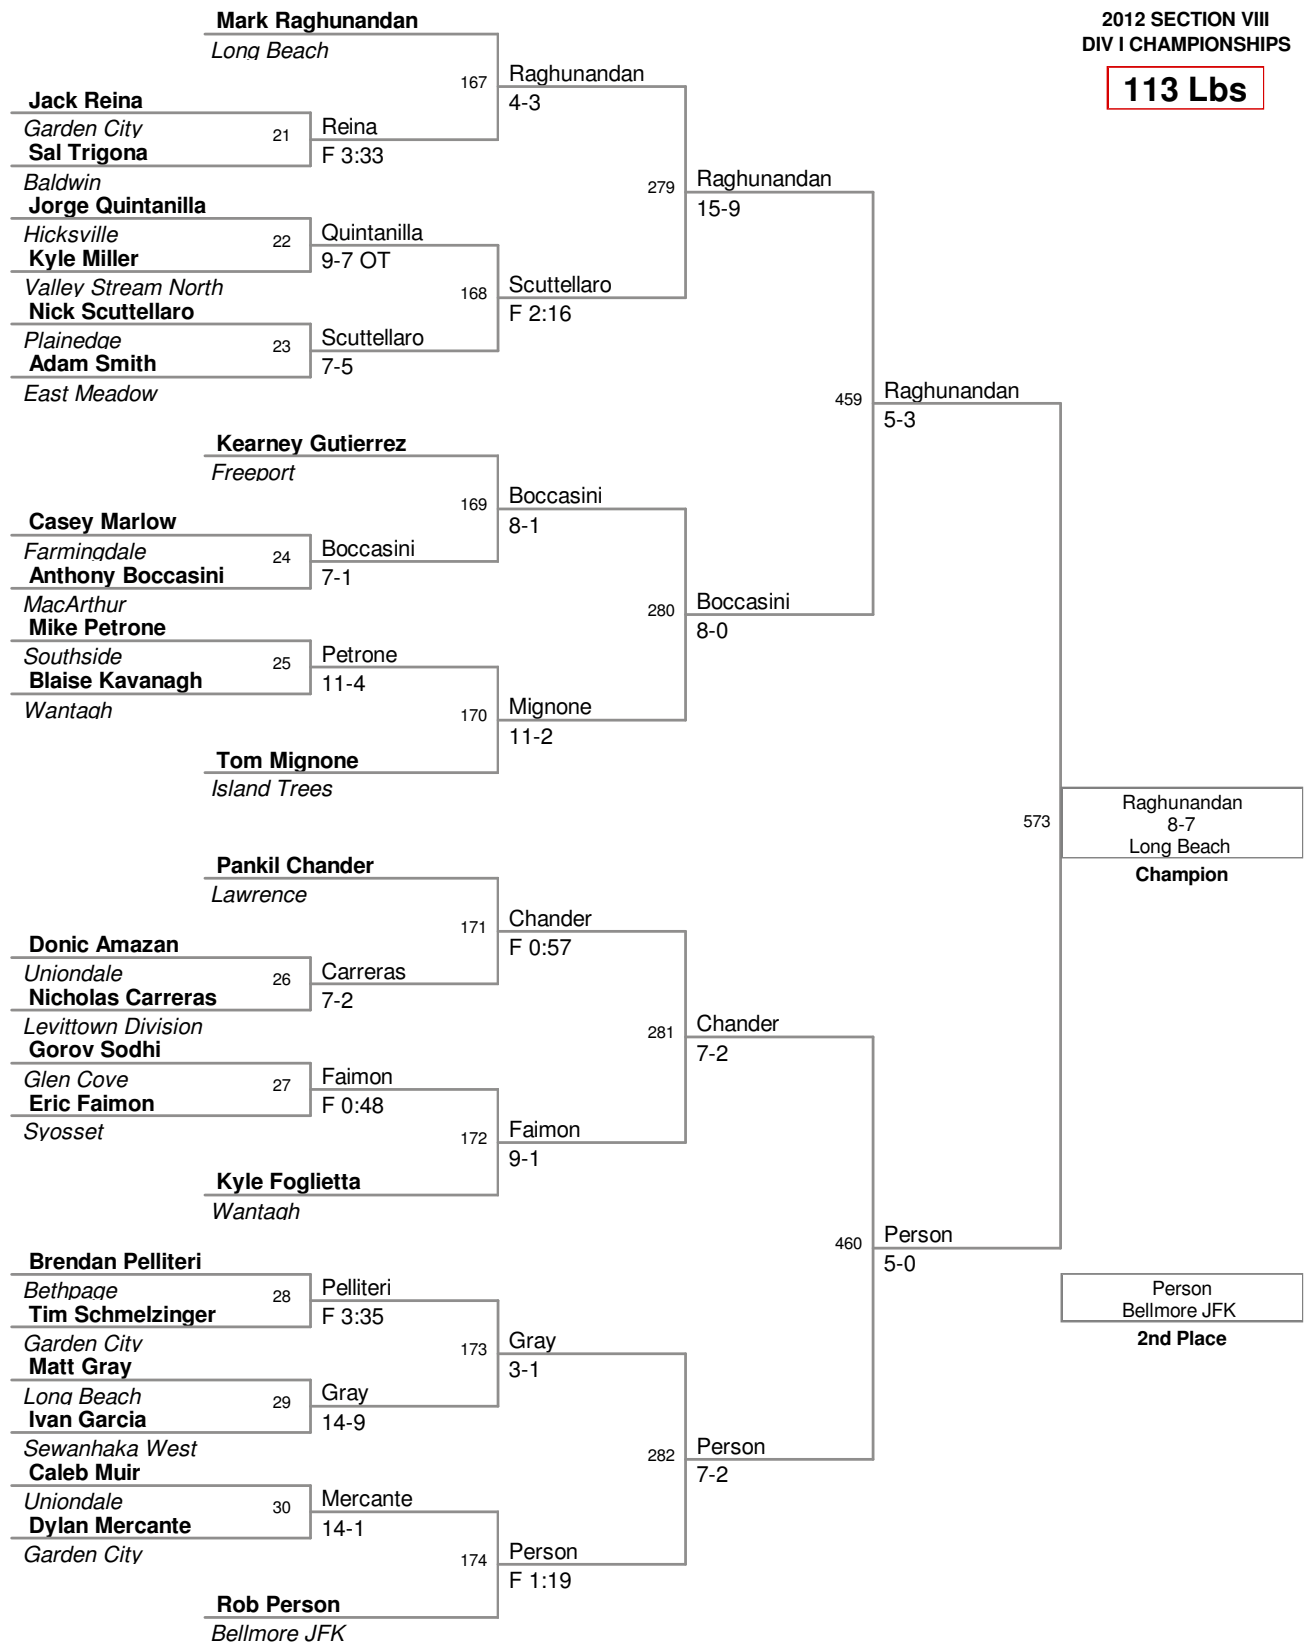 Mark Raghunandan
2012 SECTION VIII
DIV I CHAMPIONSHIPS
Long Beach
113 Lbs
167
Raghunandan
4-3
Jack Reina
Garden City
21
Reina
Sal Trigona
F 3:33
Baldwin
279
Raghunandan
15-9
Jorge Quintanilla
Hicksville
22
Quintanilla
Kyle Miller
9-7 OT
Valley Stream North
168
Scuttellaro
F 2:16
Nick Scuttellaro
Plainedge
23
Scuttellaro
Adam Smith
7-5
East Meadow
459
Raghunandan
5-3
Kearney Gutierrez
Freeport
169
Boccasini
8-1
Casey Marlow
Farmingdale
24
Boccasini
Anthony Boccasini
7-1
MacArthur
280
Boccasini
8-0
Mike Petrone
Southside
25
Petrone
Blaise Kavanagh
11-4
Wantagh
170
Mignone
11-2
Tom Mignone
Island Trees
573
Raghunandan
8-7
Long Beach
Champion
Pankil Chander
Lawrence
171
Chander
F 0:57
Donic Amazan
Uniondale
26
Carreras
Nicholas Carreras
7-2
Levittown Division
281
Chander
7-2
Gorov Sodhi
Glen Cove
27
Faimon
Eric Faimon
F 0:48
Syosset
172
Faimon
9-1
Kyle Foglietta
Wantagh
460
Person
5-0
Brendan Pelliteri
Bethpage
28
Pelliteri
Tim Schmelzinger
F 3:35
Garden City
Person
Bellmore JFK
2nd Place
173
Gray
3-1
Matt Gray
Long Beach
29
Gray
Ivan Garcia
14-9
Sewanhaka West
282
Person
7-2
Caleb Muir
Uniondale
30
Mercante
Dylan Mercante
14-1
Garden City
174
Person
F 1:19
Rob Person
Bellmore JFK